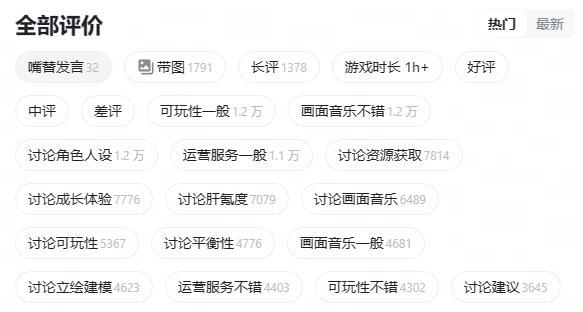 全部评价 热门 最新
嘴替发言 32 带图 1791 长评 1378 游戏时长 1h+ 好评
中评 差评 可玩性一般 1.2 万 画面音乐不错 1.2 万
讨论角色人设 1.2 万 运营服务一般 1.1 万 讨论资源获取 7814
讨论成长体验 7776 讨论肝氪度 7079 讨论画面音乐 6489
讨论可玩性 5367 讨论平衡性 4776 画面音乐一般 4681
讨论立绘建模 4623 运营服务不错 4403 可玩性不错 4302 讨论建议 3645